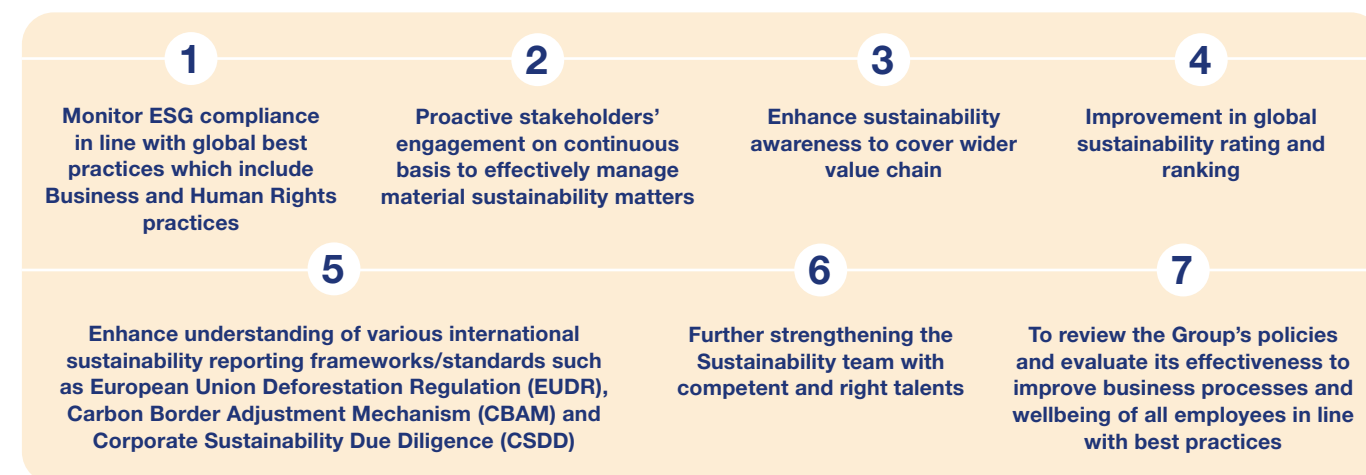 1
Monitor ESG compliance
in line with global best
practices which include
Business and Human Rights
practices
2
Proactive stakeholders’
engagement on continuous
basis to effectively manage
material sustainability matters
3
Enhance sustainability
awareness to cover wider
value chain
4
Improvement in global
sustainability rating and
ranking
5
Enhance understanding of various international
sustainability reporting frameworks/standards such
as European Union Deforestation Regulation (EUDR),
Carbon Border Adjustment Mechanism (CBAM) and
Corporate Sustainability Due Diligence (CSDD)
6
Further strengthening the
Sustainability team with
competent and right talents
7
To review the Group’s policies
and evaluate its effectiveness to
improve business processes and
wellbeing of all employees in line
with best practices